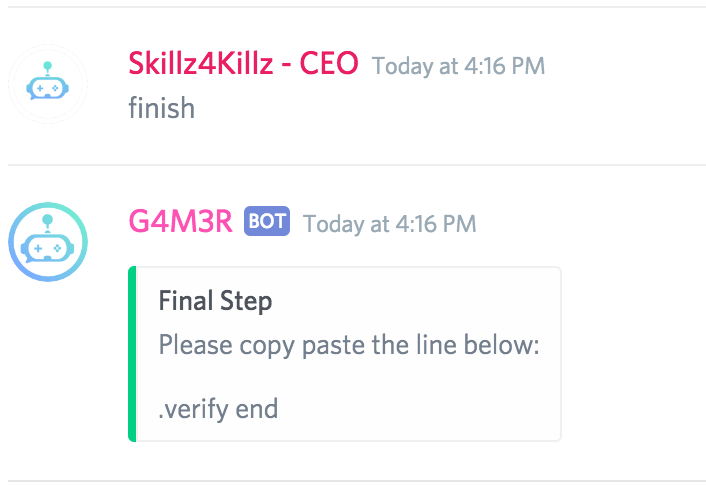 Skillz4Killz - CEO Today at 4:16 PM
finish
G4M3R BOT Today at 4:16 PM
Final Step
Please copy paste the line below:
.verify end